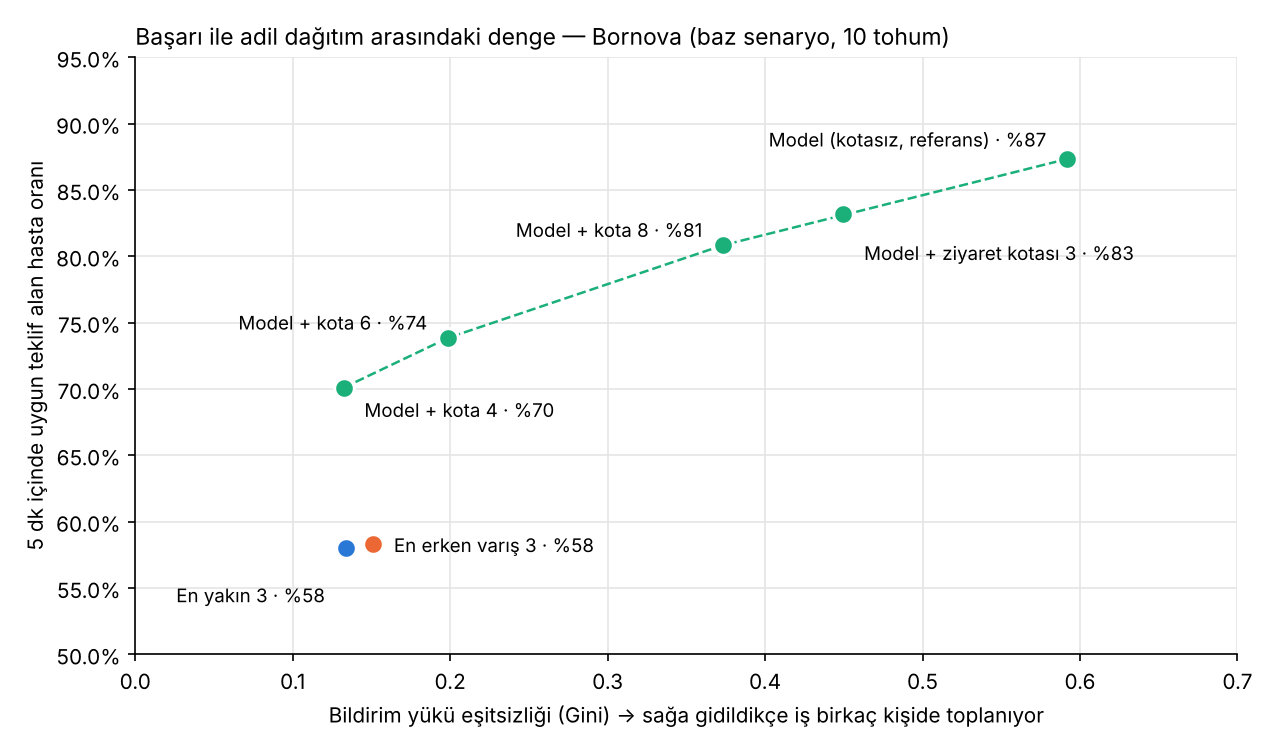 Başarı ile adil dağıtım arasındaki denge — Bornova (baz senaryo, 10 tohum)
5 dk içinde uygun teklif alan hasta oranı
95.0%
90.0%
85.0%
80.0%
75.0%
70.0%
65.0%
60.0%
55.0%
50.0%
Model (kotasız, referans) · %87
Model + kota 8 · %81
Model + ziyaret kotası 3 · %83
Model + kota 6 · %74
Model + kota 4 · %70
En erken varış 3 · %58
En yakın 3 · %58
0.0
0.1
0.2
0.3
0.4
0.5
0.6
0.7
Bildirim yükü eşitsizliği (Gini) → sağa gidildikçe iş birkaç kişide toplanıyor